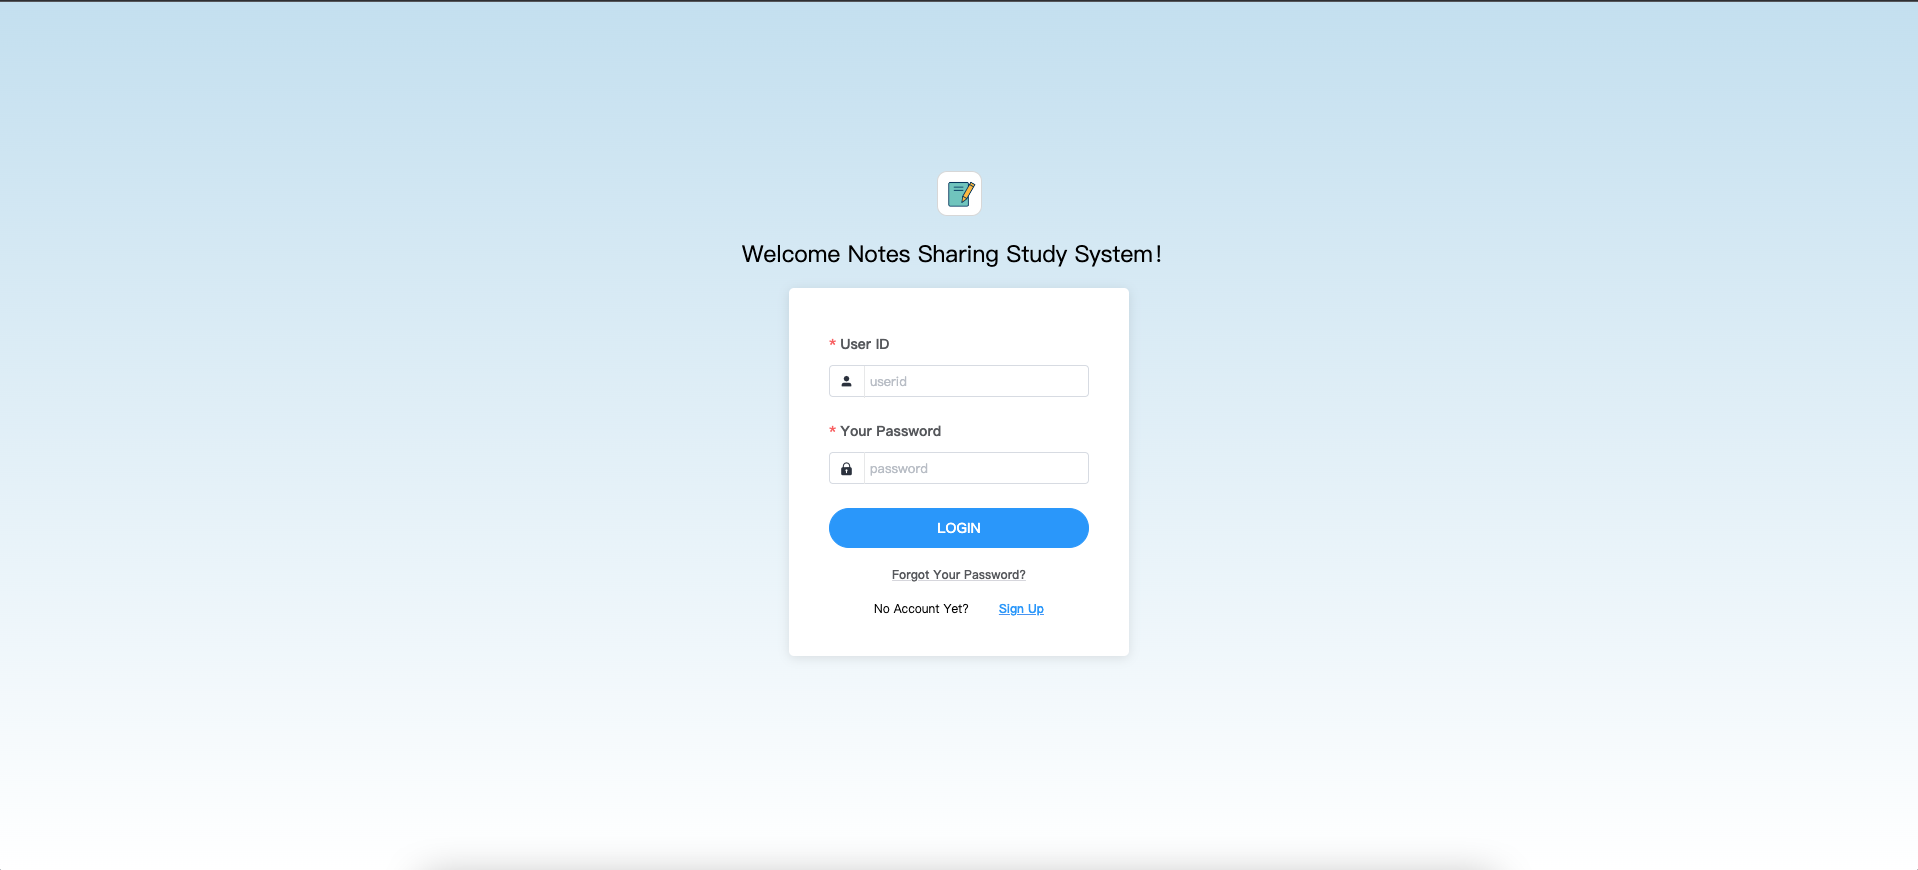 Welcome Notes Sharing Study System!
* User ID
userid
* Your Password
password
LOGIN
Forgot Your Password?
No Account Yet? Sign Up